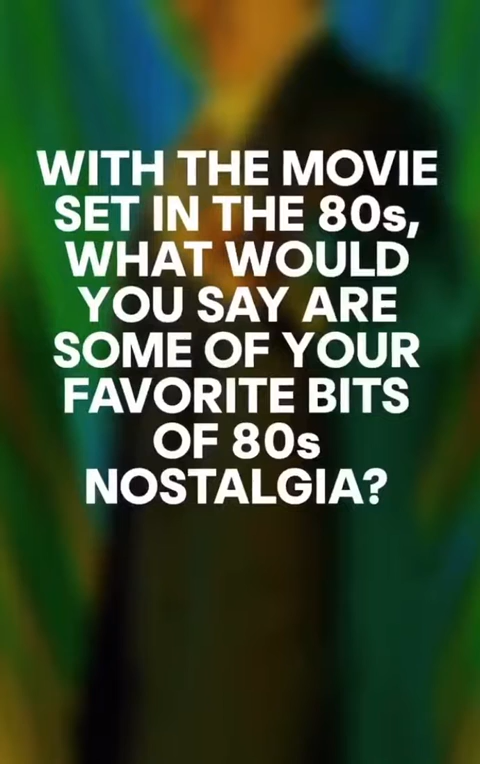 WITH THE MOVIE
SET IN THE 80s,
WHAT WOULD
YOU SAY ARE
SOME OF YOUR
FAVORITE BITS
OF 80s
NOSTALGIA?